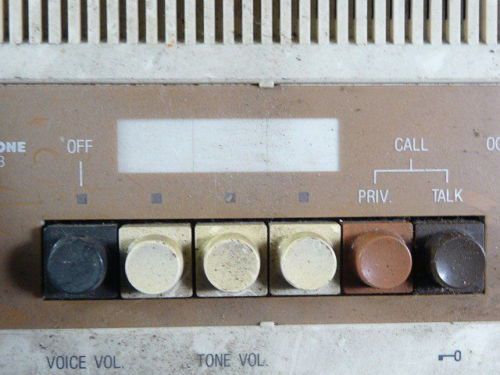 ONE
OFF
CALL
PRIV. TALK
VOICE VOL. TONE VOL.